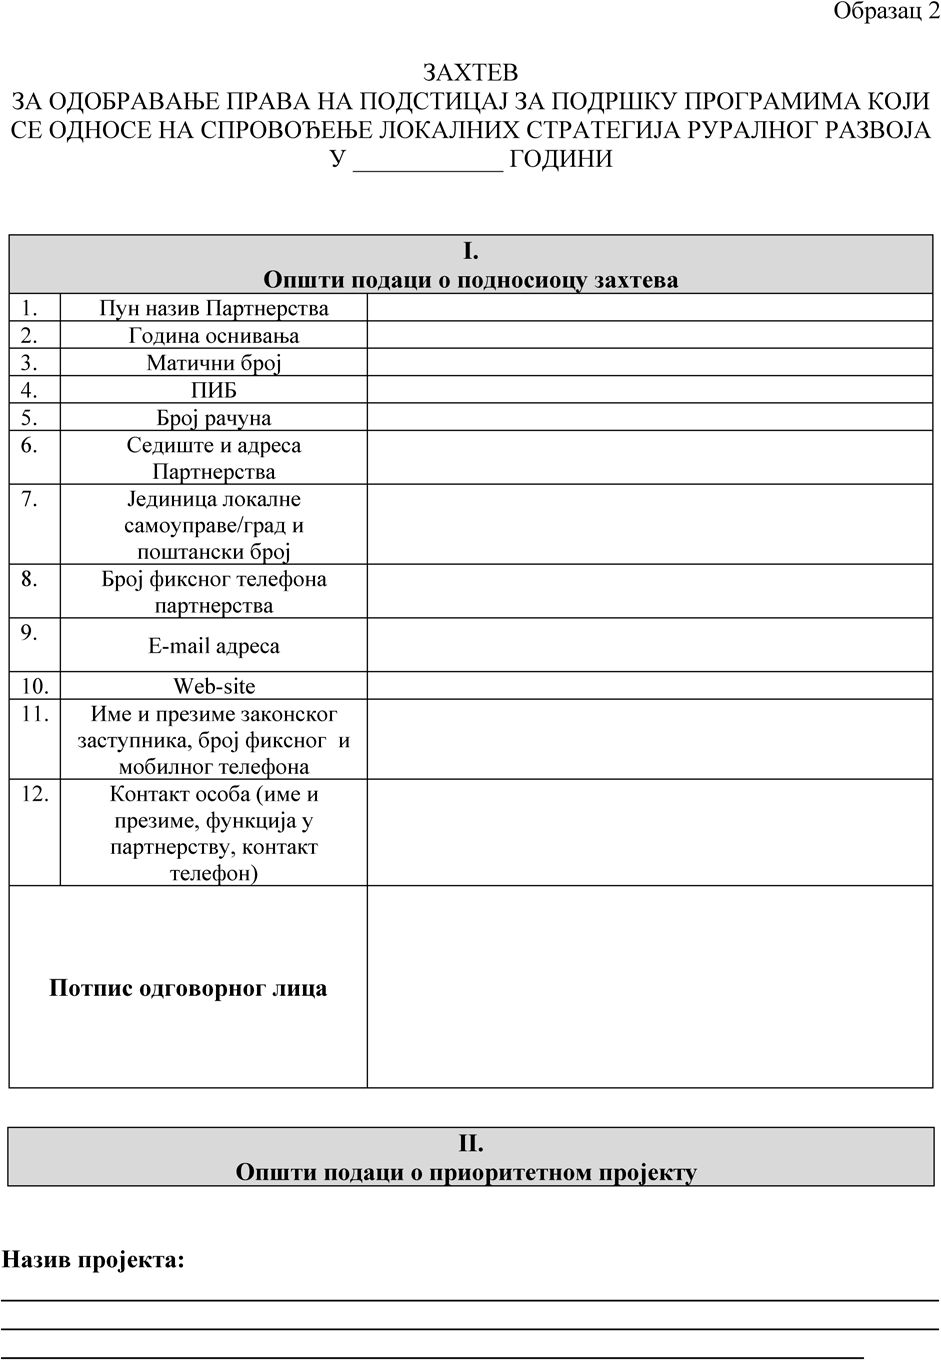 Образац 2
ЗАХТЕВ
ЗА ОДОБРАВАЊЕ ПРАВА НА ПОДСТИЦАЈ ЗА ПОДРШКУ ПРОГРАМИМА КОЈИ
СЕ ОДНОСЕ НА СПРОВОЂЕЊЕ ЛОКАЛНИХ СТРАТЕГИЈА РУРАЛНОГ РАЗВОЈА
У ____________ ГОДИНИ
I.
Општи подаци о подносиоцу захтева
1. Пун назив Партнерства
2. Година оснивања
3. Матични број
4. ПИБ
5. Број рачуна
6. Седиште и адреса
Партнерства
7. Јединица локалне
самоуправе/град и
поштански број
8. Број фиксног телефона
партнерства
9. E-mail адреса
10. Web-site
11. Име и презиме законског
заступника, број фиксног и
мобилног телефона
12. Контакт особа (име и
презиме, функција у
партнерству, контакт
телефон)
Потпис одговорног лица
II.
Општи подаци о приоритетном пројекту
Назив пројекта: